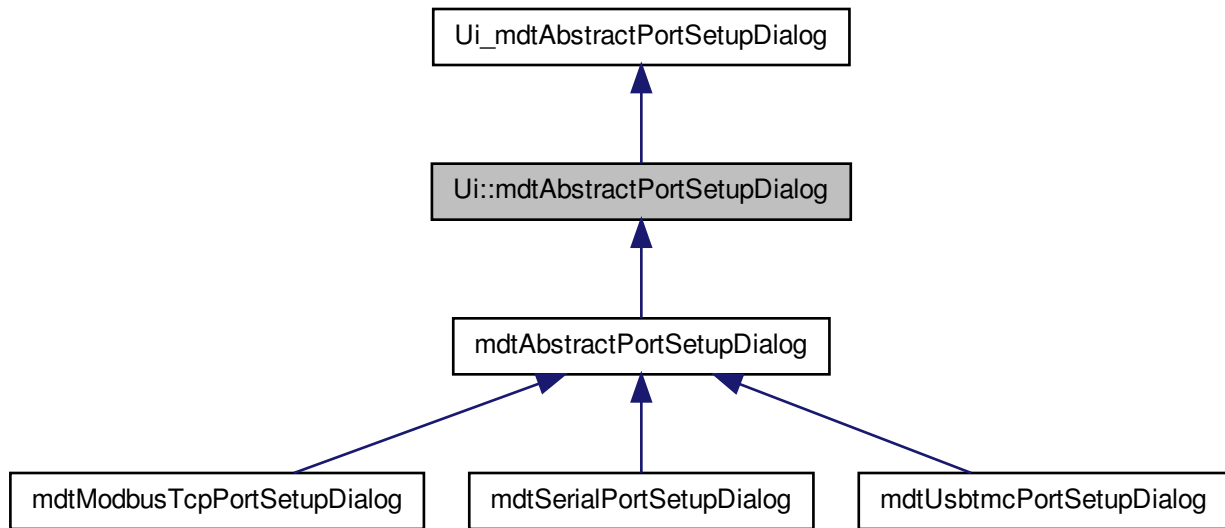 Ui_mdtAbstractPortSetupDialog
Ui::mdtAbstractPortSetupDialog
mdtAbstractPortSetupDialog
mdtModbusTcpPortSetupDialog
mdtSerialPortSetupDialog
mdtUsbtmcPortSetupDialog